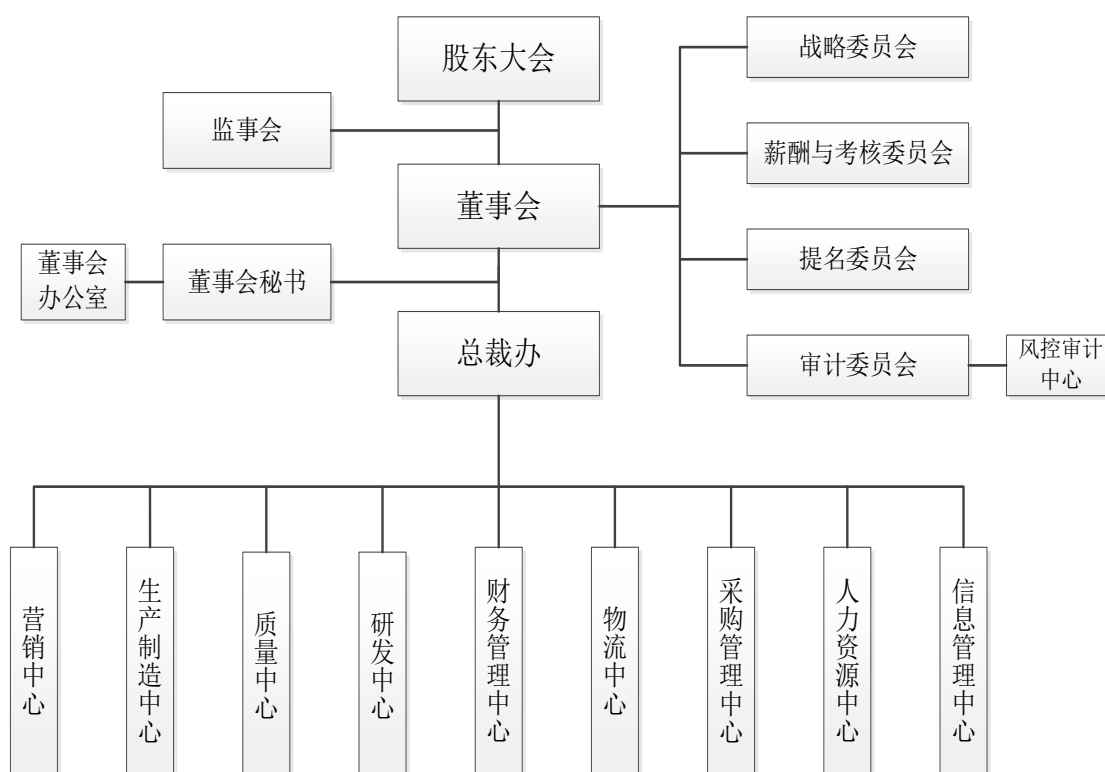 股东大会
战略委员会
监事会
薪酬与考核委员会
董事会
提名委员会
董事会
办公室
董事会秘书
总裁办
审计委员会
风控审计
中心
营销中心
生产制造中心
质量中心
研发中心
财务管理中心
物流中心
采购管理中心
人力资源中心
信息管理中心